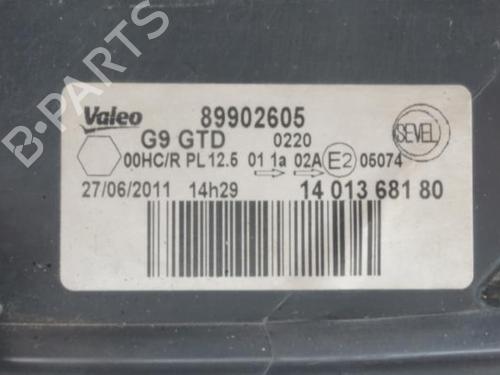 B-PARTS
Valeo 89902605 SEVEL
G9 GTD 0220
00HC/R PL 12.5 01 1a 02A E2 05074
27/06/2011 14h29 14 013 681 80